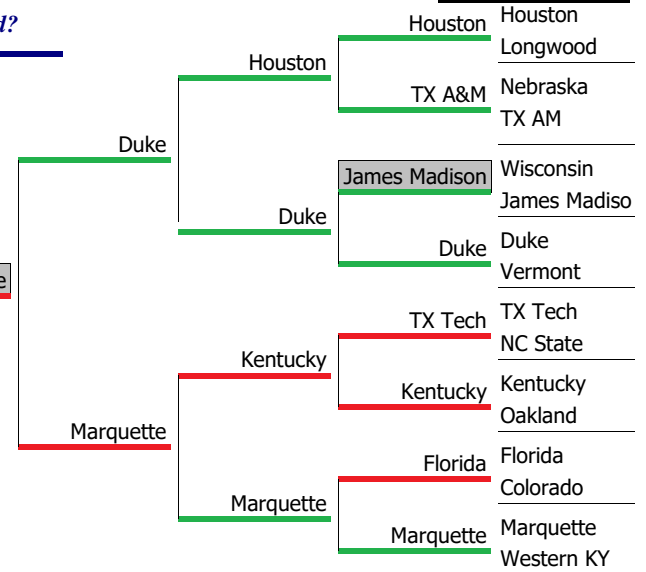 d?
Houston
Houston
Longwood
Houston
TX A&M
Nebraska
TX AM
Duke
James Madison
Wisconsin
James Madiso
Duke
Duke
Duke
Vermont
e
TX Tech
TX Tech
NC State
Kentucky
Kentucky
Kentucky
Oakland
Marquette
Florida
Florida
Colorado
Marquette
Marquette
Marquette
Western KY